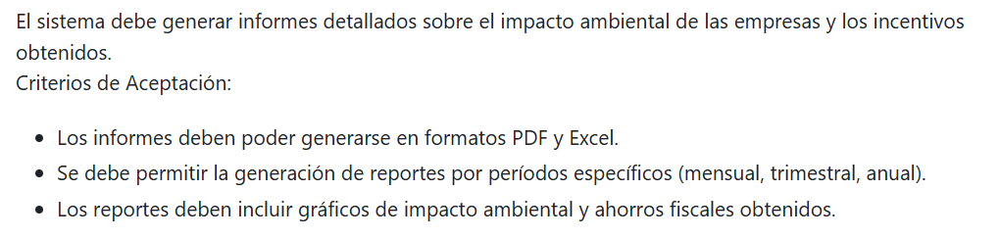 El sistema debe generar informes detallados sobre el impacto ambiental de las empresas y los incentivos
obtenidos.
Criterios de Aceptación:
• Los informes deben poder generarse en formatos PDF y Excel.
• Se debe permitir la generación de reportes por períodos específicos (mensual, trimestral, anual).
• Los reportes deben incluir gráficos de impacto ambiental y ahorros fiscales obtenidos.